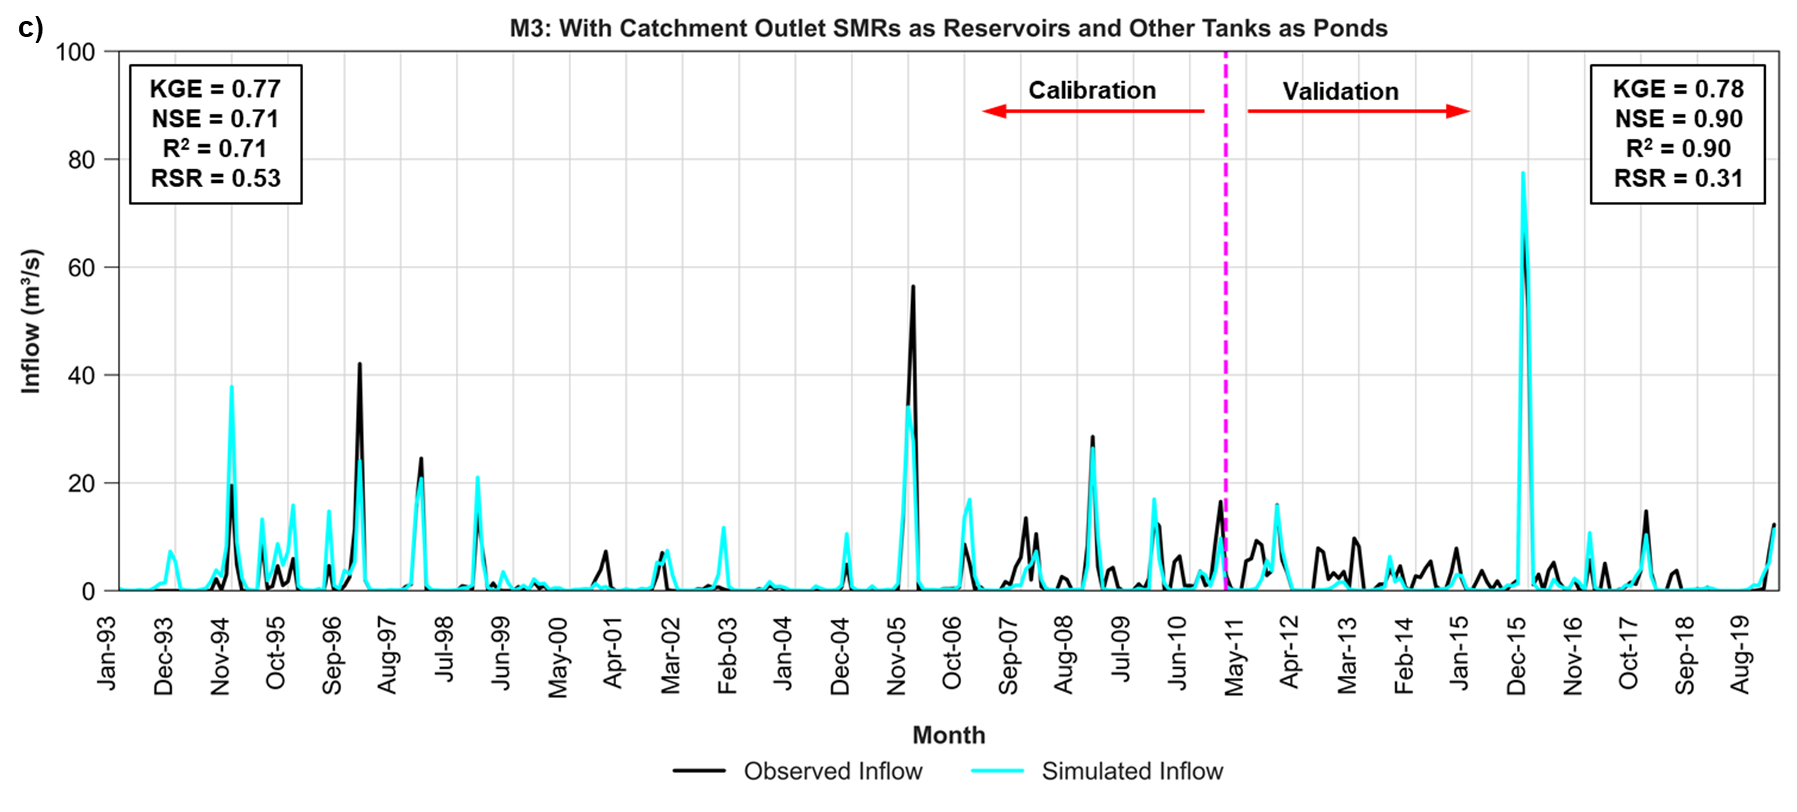 c)
M3: With Catchment Outlet SMRs as Reservoirs and Other Tanks as Ponds
100
80
60
40
20
0
Inflow (m³/s)
KGE = 0.77
NSE = 0.71
R² = 0.71
RSR = 0.53
Calibration
Validation
KGE = 0.78
NSE = 0.90
R² = 0.90
RSR = 0.31
Jan-93
Dec-93
Nov-94
Oct-95
Sep-96
Aug-97
Jul-98
Jun-99
May-00
Apr-01
Mar-02
Feb-03
Jan-04
Dec-04
Nov-05
Oct-06
Sep-07
Aug-08
Jul-09
Jun-10
May-11
Apr-12
Mar-13
Feb-14
Jan-15
Dec-15
Nov-16
Oct-17
Sep-18
Aug-19
Month
Observed Inflow
Simulated Inflow